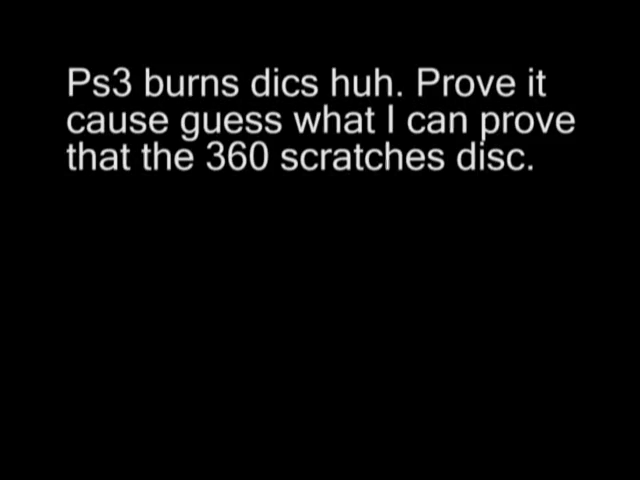 Ps3 burns dics huh. Prove it
cause guess what I can prove
that the 360 scratches disc.